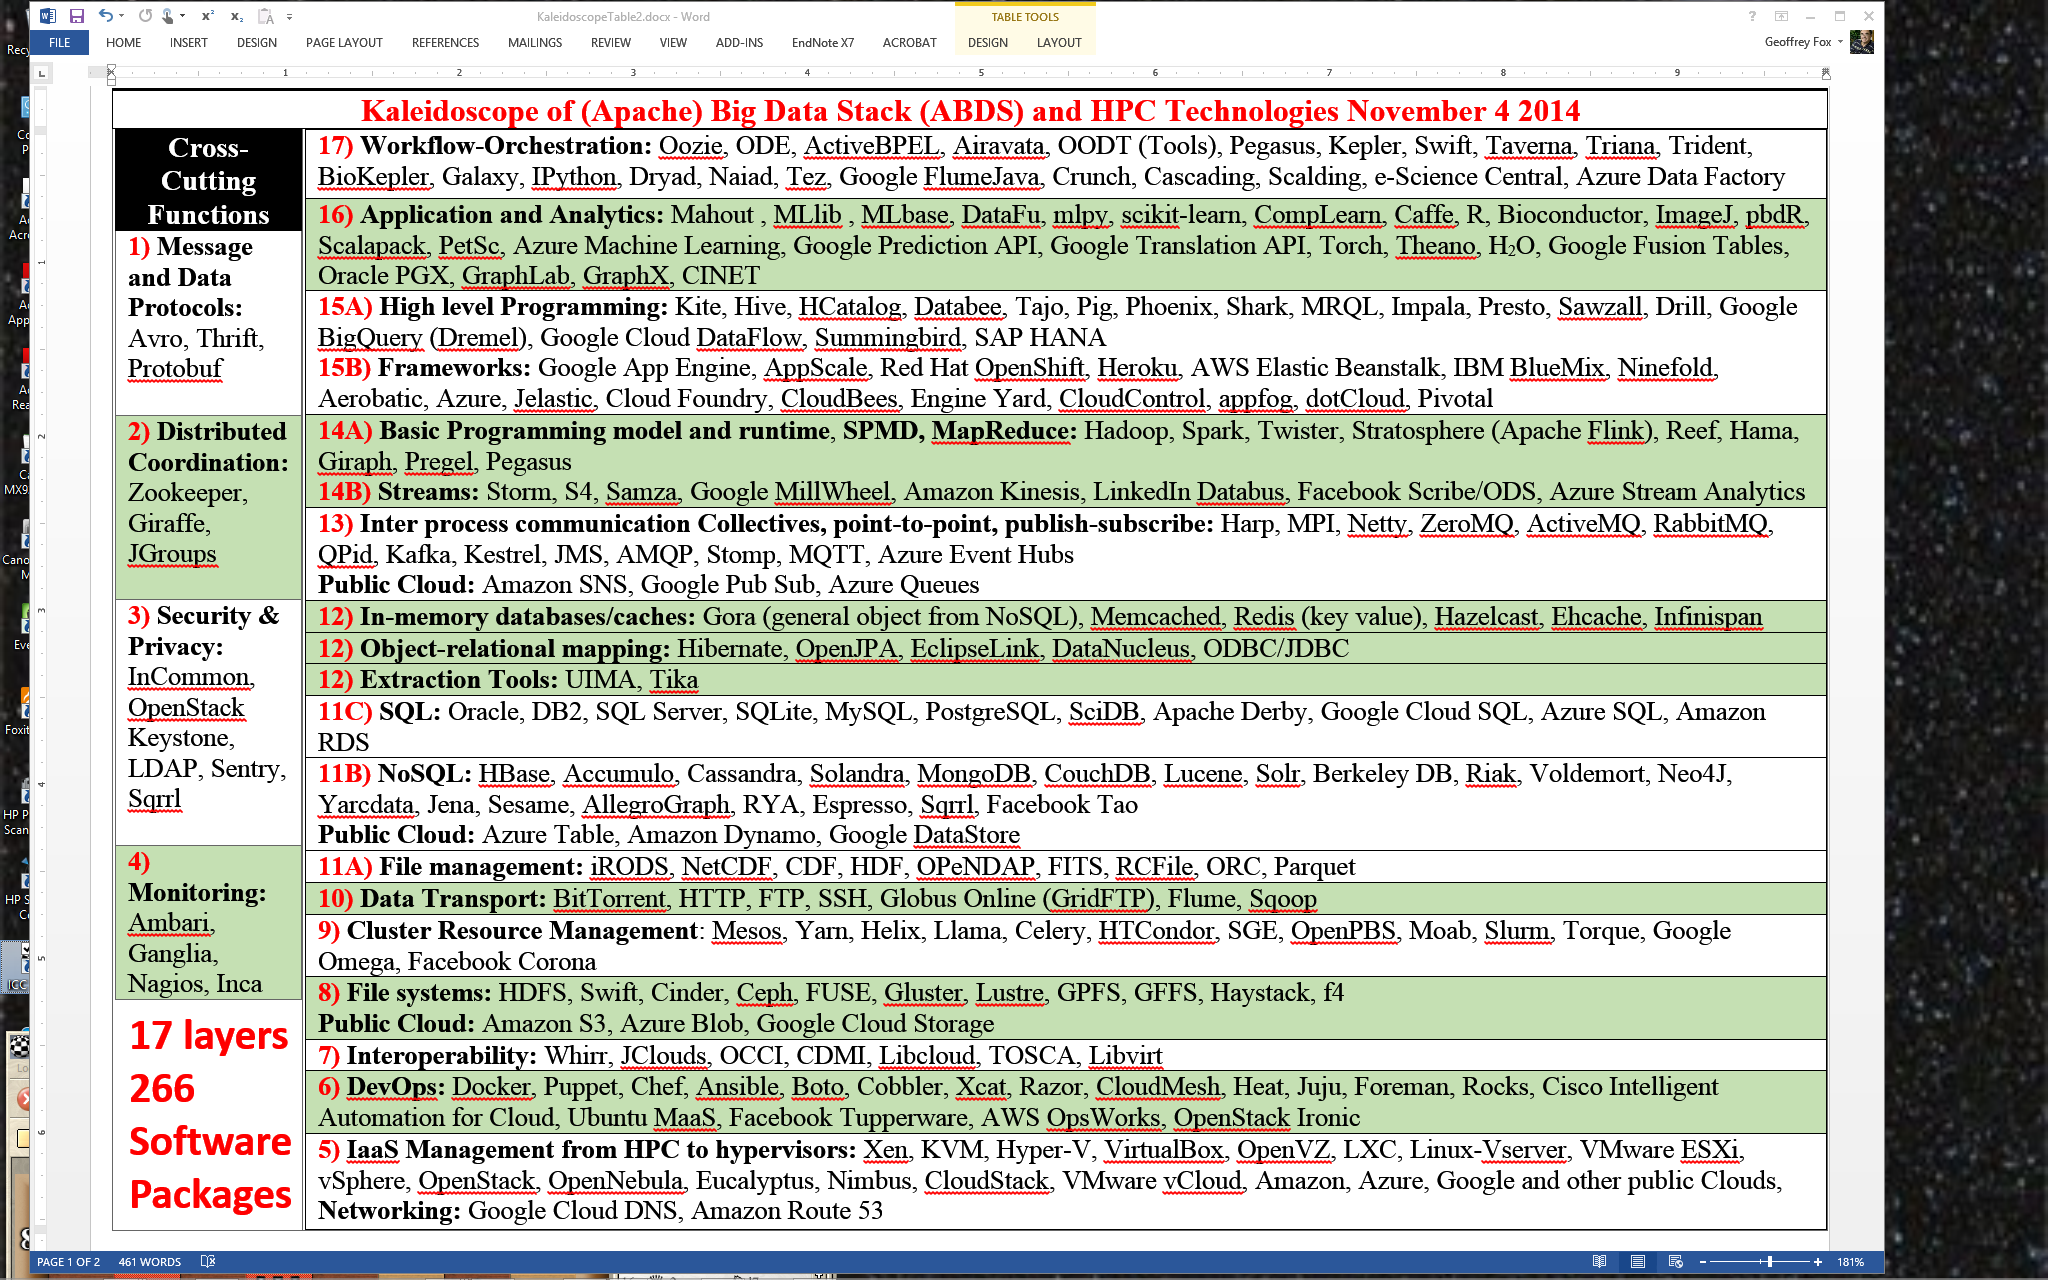 KaleidoscopeTable2.docx - Word
TABLE TOOLS
FILE HOME INSERT DESIGN PAGE LAYOUT REFERENCES MAILINGS REVIEW VIEW ADD-INS EndNote X7 ACROBAT DESIGN LAYOUT
Geoffrey Fox
1 2 3 4 5 6 7 8 9
Kaleidoscope of (Apache) Big Data Stack (ABDS) and HPC Technologies November 4 2014
Cross-
Cutting
Functions
1) Message
and Data
Protocols:
Avro, Thrift,
Protobuf
2) Distributed
Coordination:
Zookeeper,
Giraffe,
JGroups
3) Security &
Privacy:
InCommon,
OpenStack
Keystone,
LDAP, Sentry,
Sqrrl
4)
Monitoring:
Ambari,
Ganglia,
Nagios, Inca
17 layers
266
Software
Packages
17) Workflow-Orchestration: Oozie, ODE, ActiveBPEL, Airavata, OODT (Tools), Pegasus, Kepler, Swift, Taverna, Triana, Trident,
BioKepler, Galaxy, IPython, Dryad, Naiad, Tez, Google FlumeJava, Crunch, Cascading, Scalding, e-Science Central, Azure Data Factory
16) Application and Analytics: Mahout , MLlib , MLbase, DataFu, mlpy, scikit-learn, CompLearn, Caffe, R, Bioconductor, ImageJ, pbdR,
Scalapack, PetSc, Azure Machine Learning, Google Prediction API, Google Translation API, Torch, Theano, H2O, Google Fusion Tables,
Oracle PGX, GraphLab, GraphX, CINET
15A) High level Programming: Kite, Hive, HCatalog, Databee, Tajo, Pig, Phoenix, Shark, MRQL, Impala, Presto, Sawzall, Drill, Google
BigQuery (Dremel), Google Cloud DataFlow, Summingbird, SAP HANA
15B) Frameworks: Google App Engine, AppScale, Red Hat OpenShift, Heroku, AWS Elastic Beanstalk, IBM BlueMix, Ninefold,
Aerobatic, Azure, Jelastic, Cloud Foundry, CloudBees, Engine Yard, CloudControl, appfog, dotCloud, Pivotal
14A) Basic Programming model and runtime, SPMD, MapReduce: Hadoop, Spark, Twister, Stratosphere (Apache Flink), Reef, Hama,
Giraph, Pregel, Pegasus
14B) Streams: Storm, S4, Samza, Google MillWheel, Amazon Kinesis, LinkedIn Databus, Facebook Scribe/ODS, Azure Stream Analytics
13) Inter process communication Collectives, point-to-point, publish-subscribe: Harp, MPI, Netty, ZeroMQ, ActiveMQ, RabbitMQ,
QPid, Kafka, Kestrel, JMS, AMQP, Stomp, MQTT, Azure Event Hubs
Public Cloud: Amazon SNS, Google Pub Sub, Azure Queues
12) In-memory databases/caches: Gora (general object from NoSQL), Memcached, Redis (key value), Hazelcast, Ehcache, Infinispan
12) Object-relational mapping: Hibernate, OpenJPA, EclipseLink, DataNucleus, ODBC/JDBC
12) Extraction Tools: UIMA, Tika
11C) SQL: Oracle, DB2, SQL Server, SQLite, MySQL, PostgreSQL, SciDB, Apache Derby, Google Cloud SQL, Azure SQL, Amazon
RDS
11B) NoSQL: HBase, Accumulo, Cassandra, Solandra, MongoDB, CouchDB, Lucene, Solr, Berkeley DB, Riak, Voldemort, Neo4J,
Yarcdata, Jena, Sesame, AllegroGraph, RYA, Espresso, Sqrrl, Facebook Tao
Public Cloud: Azure Table, Amazon Dynamo, Google DataStore
11A) File management: iRODS, NetCDF, CDF, HDF, OPeNDAP, FITS, RCFile, ORC, Parquet
10) Data Transport: BitTorrent, HTTP, FTP, SSH, Globus Online (GridFTP), Flume, Sqoop
9) Cluster Resource Management: Mesos, Yarn, Helix, Llama, Celery, HTCondor, SGE, OpenPBS, Moab, Slurm, Torque, Google
Omega, Facebook Corona
8) File systems: HDFS, Swift, Cinder, Ceph, FUSE, Gluster, Lustre, GPFS, GFFS, Haystack, f4
Public Cloud: Amazon S3, Azure Blob, Google Cloud Storage
7) Interoperability: Whirr, JClouds, OCCI, CDMI, Libcloud, TOSCA, Libvirt
6) DevOps: Docker, Puppet, Chef, Ansible, Boto, Cobbler, Xcat, Razor, CloudMesh, Heat, Juju, Foreman, Rocks, Cisco Intelligent
Automation for Cloud, Ubuntu MaaS, Facebook Tupperware, AWS OpsWorks, OpenStack Ironic
5) IaaS Management from HPC to hypervisors: Xen, KVM, Hyper-V, VirtualBox, OpenVZ, LXC, Linux-Vserver, VMware ESXi,
vSphere, OpenStack, OpenNebula, Eucalyptus, Nimbus, CloudStack, VMware vCloud, Amazon, Azure, Google and other public Clouds,
Networking: Google Cloud DNS, Amazon Route 53
PAGE 1 OF 2 461 WORDS 181%